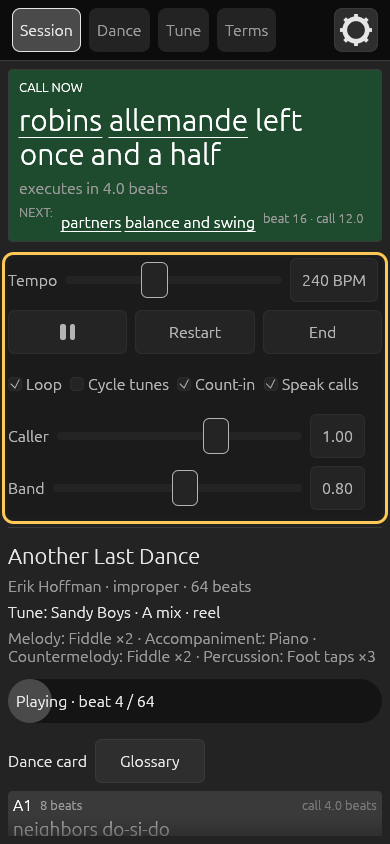 Session Dance Tune Terms
CALL NOW
robins allemande left
once and a half
executes in 4.0 beats
NEXT: partners balance and swing beat 16 · call 12.0
Tempo 240 BPM
Restart End
Loop Cycle tunes Count-in Speak calls
Caller 1.00
Band 0.80
Another Last Dance
Erik Hoffman · improper · 64 beats
Tune: Sandy Boys · A mix · reel
Melody: Fiddle ×2 · Accompaniment: Piano ·
Countermelody: Fiddle ×2 · Percussion: Foot taps ×3
Playing · beat 4 / 64
Dance card Glossary
A1 8 beats call 4.0 beats
neighbors do-si-do